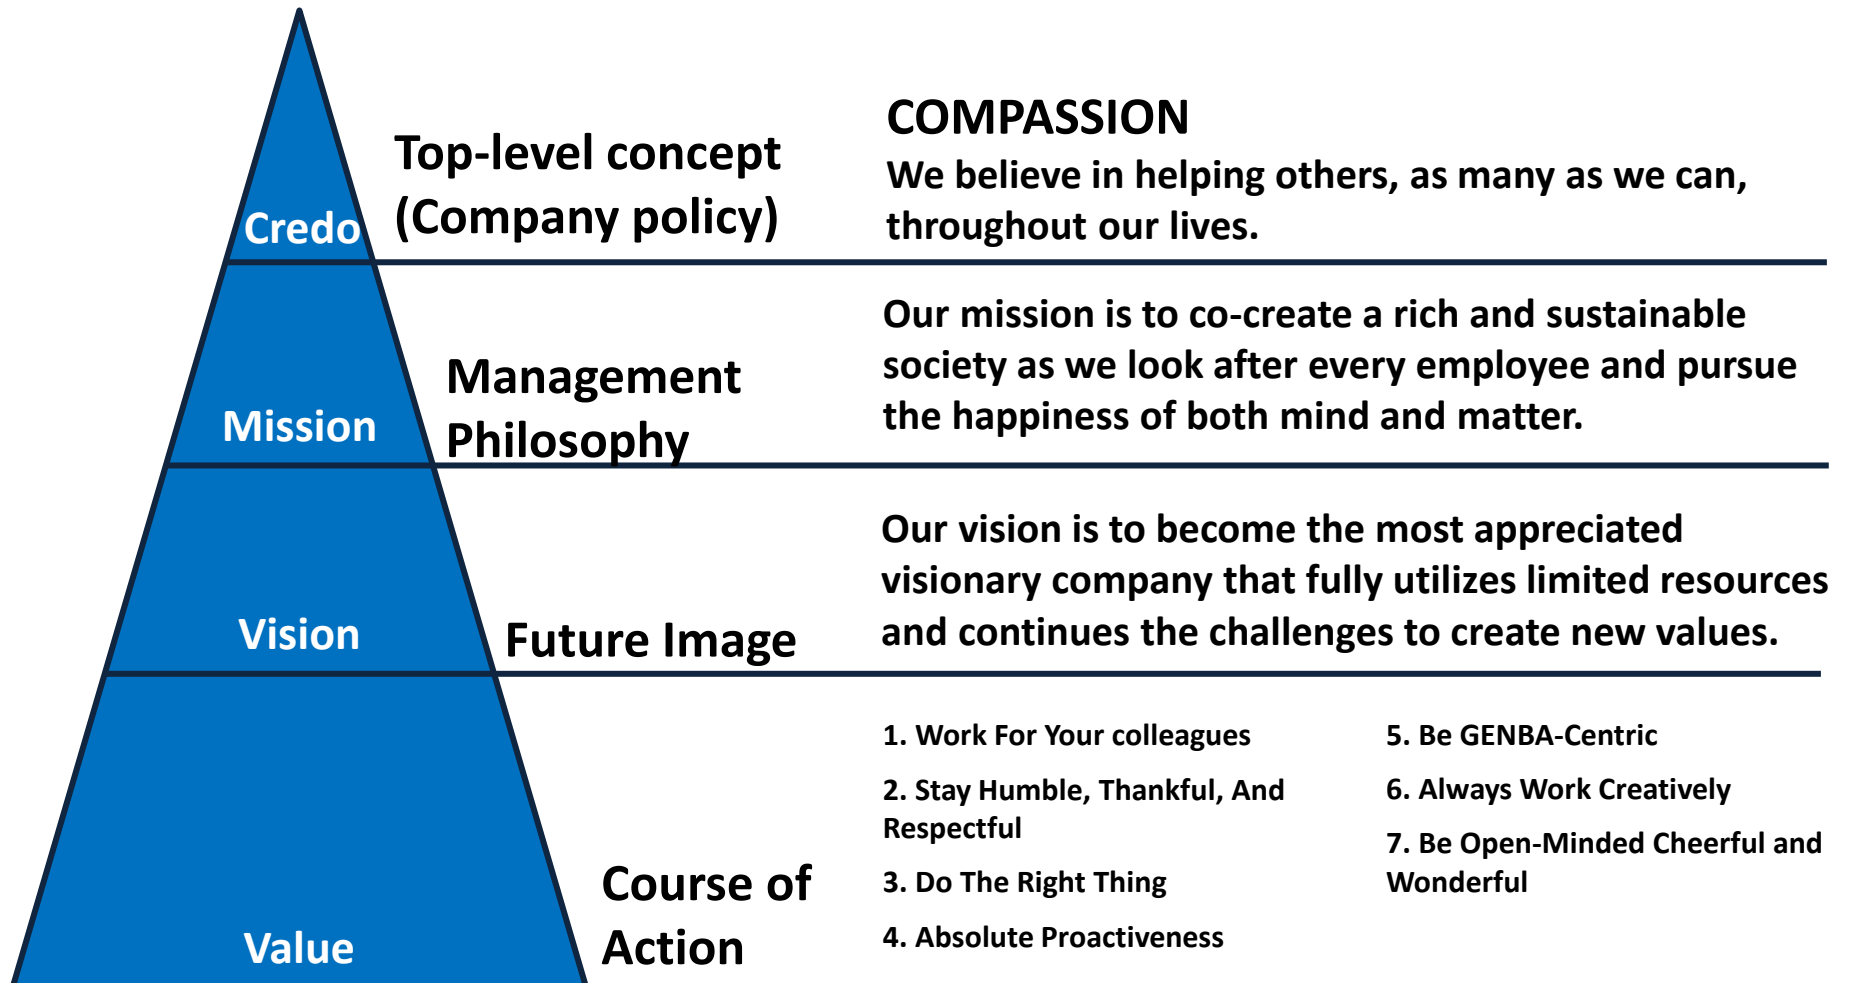 Credo
Top-level concept
(Company policy)
COMPASSION
We believe in helping others, as many as we can,
throughout our lives.
Mission
Management
Philosophy
Our mission is to co-create a rich and sustainable
society as we look after every employee and pursue
the happiness of both mind and matter.
Vision
Future Image
Our vision is to become the most appreciated
visionary company that fully utilizes limited resources
and continues the challenges to create new values.
Value
Course of
Action
1. Work For Your colleagues
2. Stay Humble, Thankful, And
Respectful
3. Do The Right Thing
4. Absolute Proactiveness
5. Be GENBA-Centric
6. Always Work Creatively
7. Be Open-Minded Cheerful and
Wonderful